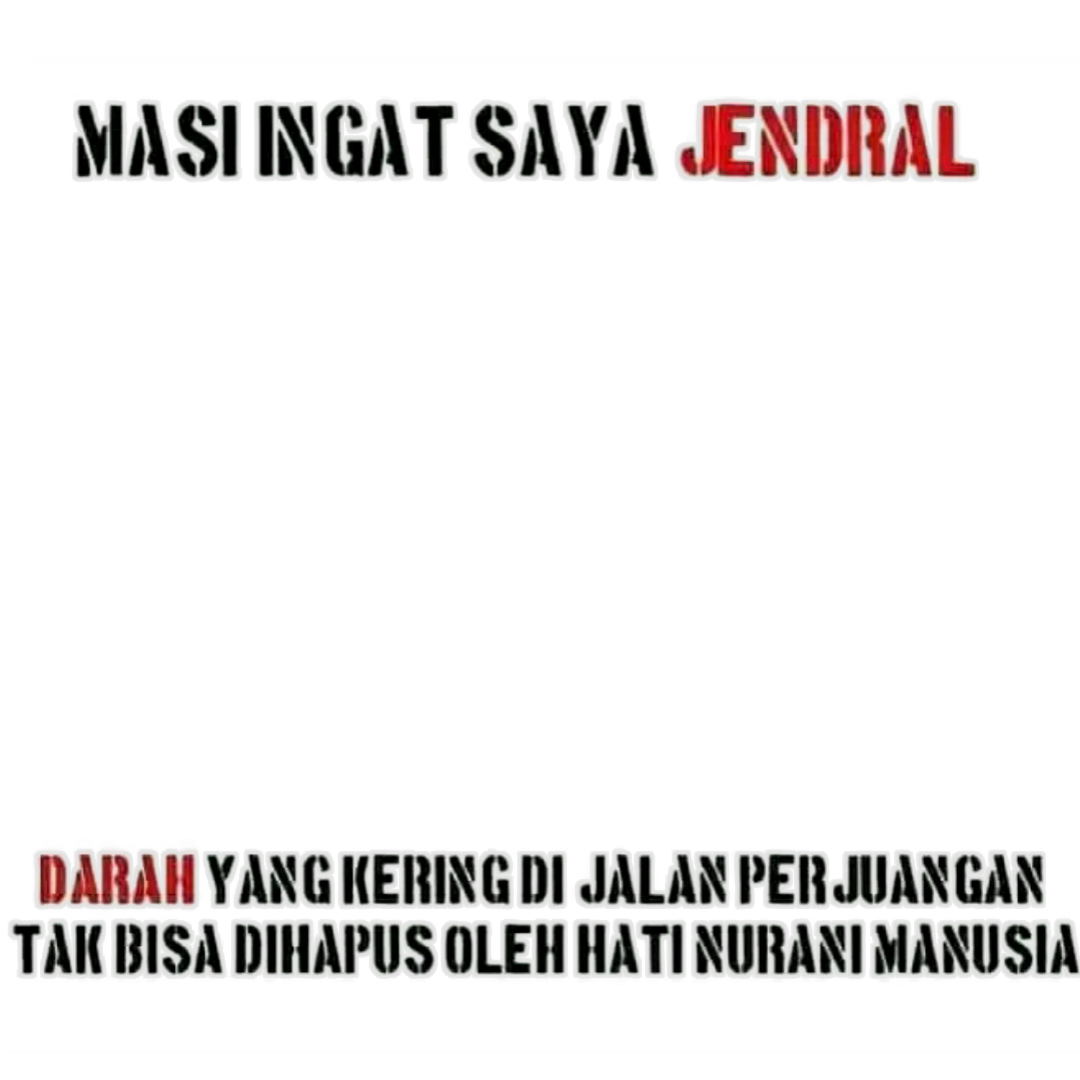 MASI INGAT SAYA JENDRAL
DARAH YANG KERING DI JALAN PERJUANGAN
TAK BISA DIHAPUS OLEH HATI NURANI MANUSIA